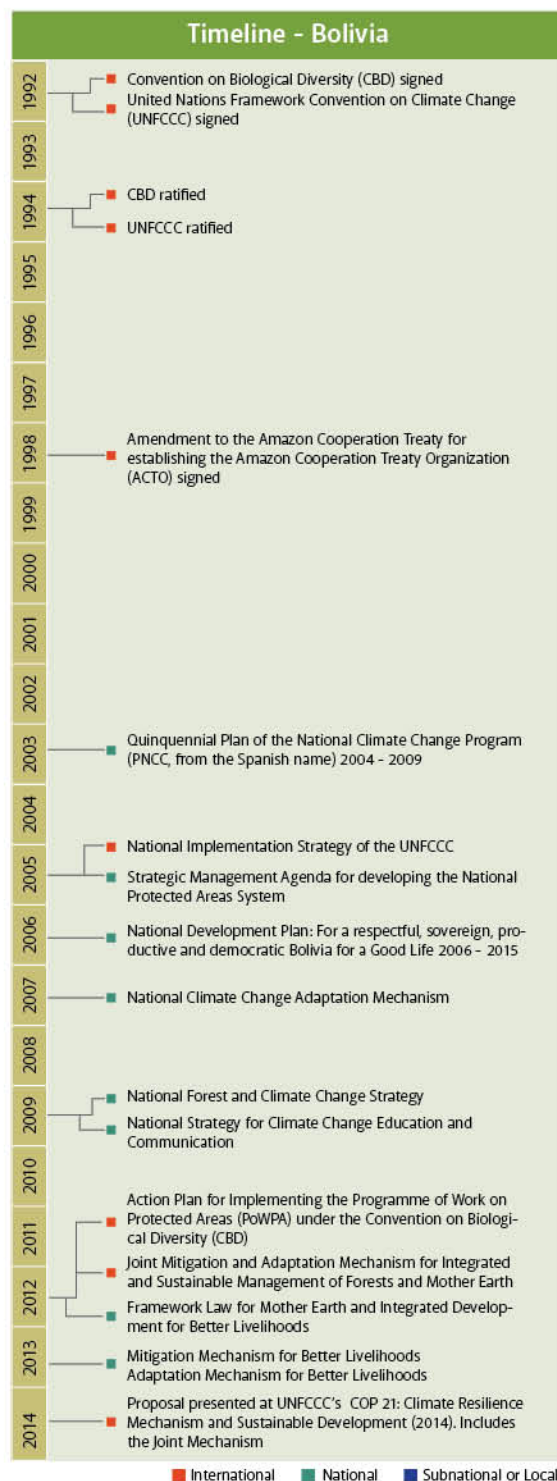 Timeline – Bolivia
1992
Convention on Biological Diversity (CBD) signed
United Nations Framework Convention on Climate Change
(UNFCCC) signed
1993
1994
CBD ratified
UNFCCC ratified
1995
1996
1997
1998
Amendment to the Amazon Cooperation Treaty for
establishing the Amazon Cooperation Treaty Organization
(ACTO) signed
1999
2000
2001
2002
2003
Quinquennial Plan of the National Climate Change Program
(PNCC, from the Spanish name) 2004 – 2009
2004
2005
National Implementation Strategy of the UNFCCC
Strategic Management Agenda for developing the National
Protected Areas System
2006
National Development Plan: For a respectful, sovereign, pro-
ductive and democratic Bolivia for a Good Life 2006 – 2015
2007
National Climate Change Adaptation Mechanism
2008
2009
National Forest and Climate Change Strategy
National Strategy for Climate Change Education and
Communication
2010
2011
Action Plan for Implementing the Programme of Work on
Protected Areas (PoWPA) under the Convention on Biologi-
cal Diversity (CBD)
2012
Joint Mitigation and Adaptation Mechanism for Integrated
and Sustainable Management of Forests and Mother Earth
Framework Law for Mother Earth and Integrated Develop-
ment for Better Livelihoods
2013
Mitigation Mechanism for Better Livelihoods
Adaptation Mechanism for Better Livelihoods
2014
Proposal presented at UNFCCC's COP 21: Climate Resilience
Mechanism and Sustainable Development (2014). Includes
the Joint Mechanism
International National Subnational or Loca